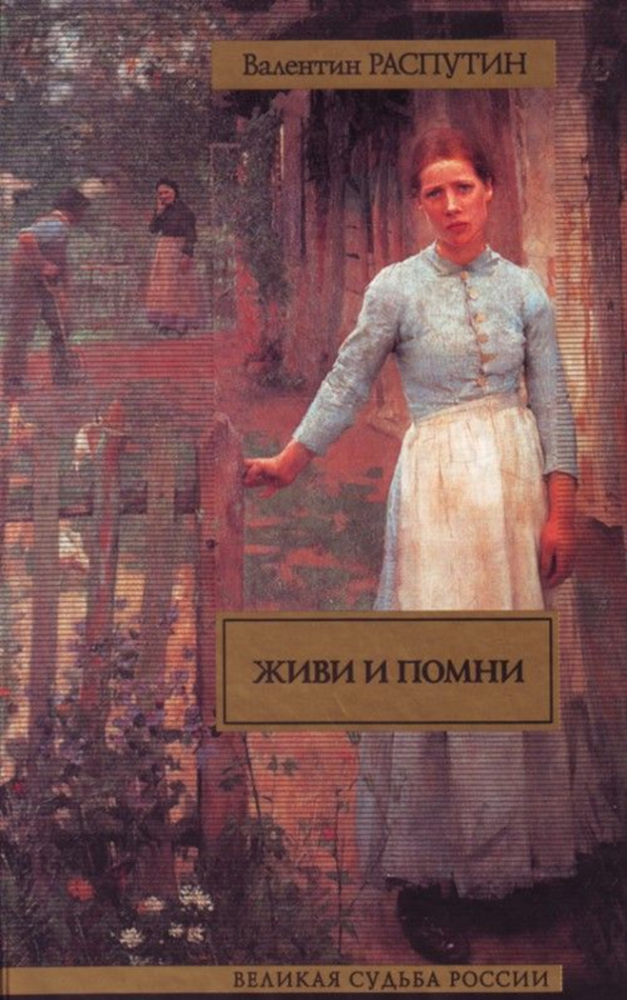 Валентин РАСПУТИН
ЖИВИ И ПОМНИ
ВЕЛИКАЯ СУДЬБА РОССИИ